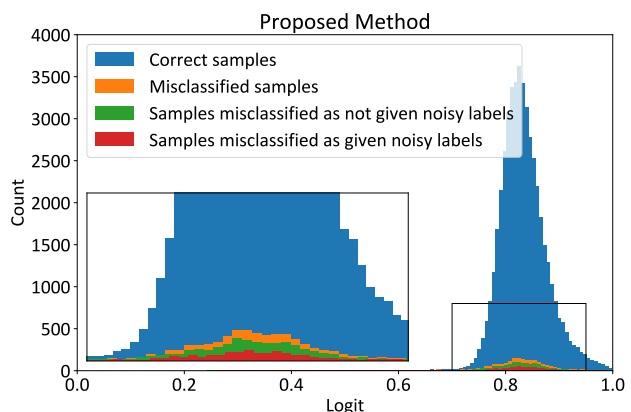 Proposed Method
4000
3500
3000
2500
2000
1500
1000
500
0
Count
Correct samples
Misclassified samples
Samples misclassified as not given noisy labels
Samples misclassified as given noisy labels
0.0 0.2 0.4 0.6 0.8 1.0
Logit